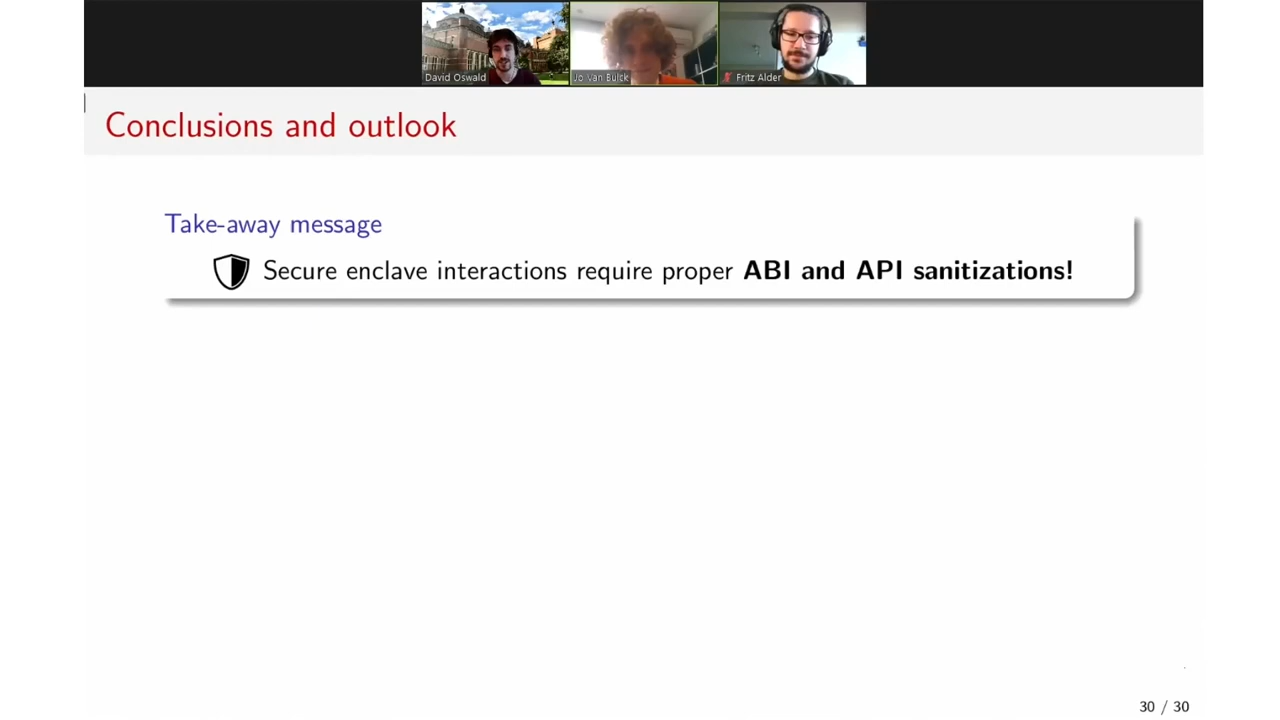 David Oswald
Jo Van Bulck
Fritz Alder
Conclusions and outlook
Take-away message
Secure enclave interactions require proper ABI and API sanitizations!
30 / 30